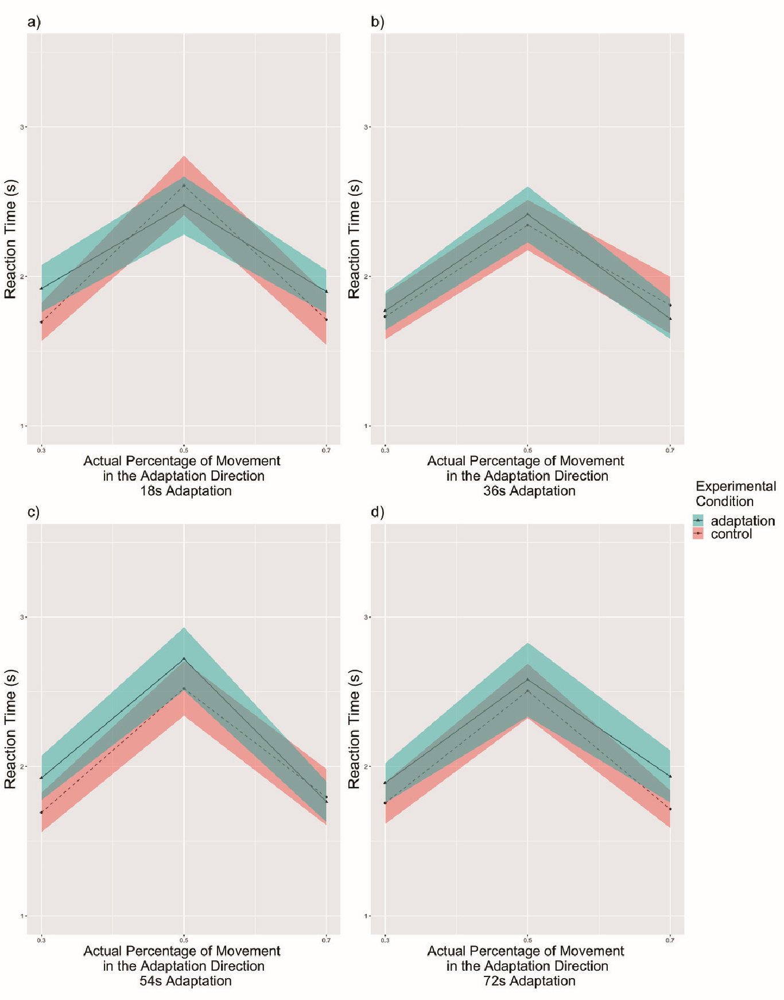 a)
Reaction Time (s)
3
2
1
0.3 0.5 0.7
Actual Percentage of Movement
in the Adaptation Direction
18s Adaptation
b)
Reaction Time (s)
3
2
1
0.3 0.5 0.7
Actual Percentage of Movement
in the Adaptation Direction
36s Adaptation
Experimental
Condition
adaptation
control
c)
Reaction Time (s)
3
2
1
0.3 0.5 0.7
Actual Percentage of Movement
in the Adaptation Direction
54s Adaptation
d)
Reaction Time (s)
3
2
1
0.3 0.5 0.7
Actual Percentage of Movement
in the Adaptation Direction
72s Adaptation